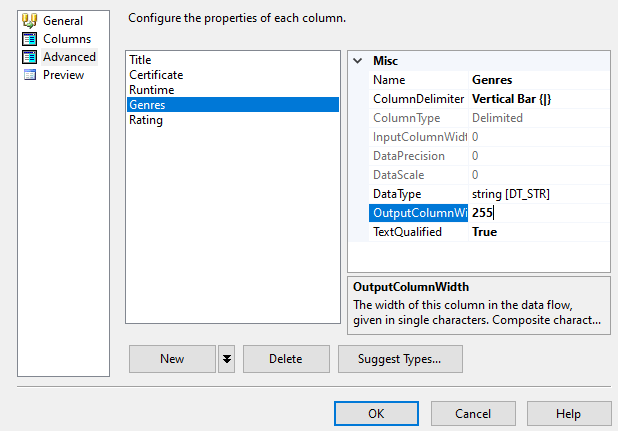 General
Columns
Advanced
Preview
Configure the properties of each column.
Title
Certificate
Runtime
Genres
Rating
Misc
Name Genres
ColumnDelimiter Vertical Bar {|}
ColumnType Delimited
InputColumnWidt 0
DataPrecision 0
DataScale 0
DataType string [DT_STR]
OutputColumnWi 255
TextQualified True
OutputColumnWidth
The width of this column in the data flow,
given in single characters. Composite charact...
New Delete Suggest Types...
OK Cancel Help